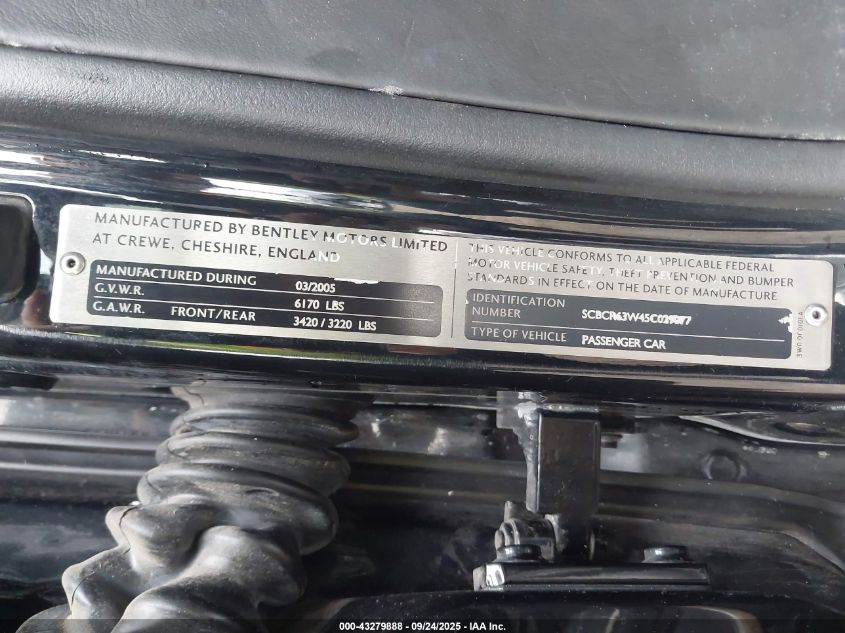 MANUFACTURED BY BENTLEY MOTORS LIMITED
AT CREWE, CHESHIRE, ENGLAND
MANUFACTURED DURING 03/2005
G.V.W.R. 6170 LBS
G.A.W.R. FRONT/REAR 3420 / 3220 LBS
THIS VEHICLE CONFORMS TO ALL APPLICABLE FEDERAL
MOTOR VEHICLE SAFETY, THEFT PREVENTION AND BUMPER
STANDARDS IN EFFECT ON THE DATE OF MANUFACTURE
IDENTIFICATION
NUMBER
TYPE OF VEHICLE PASSENGER CAR
000-43279888 - 09/24/2025 - IAA Inc.